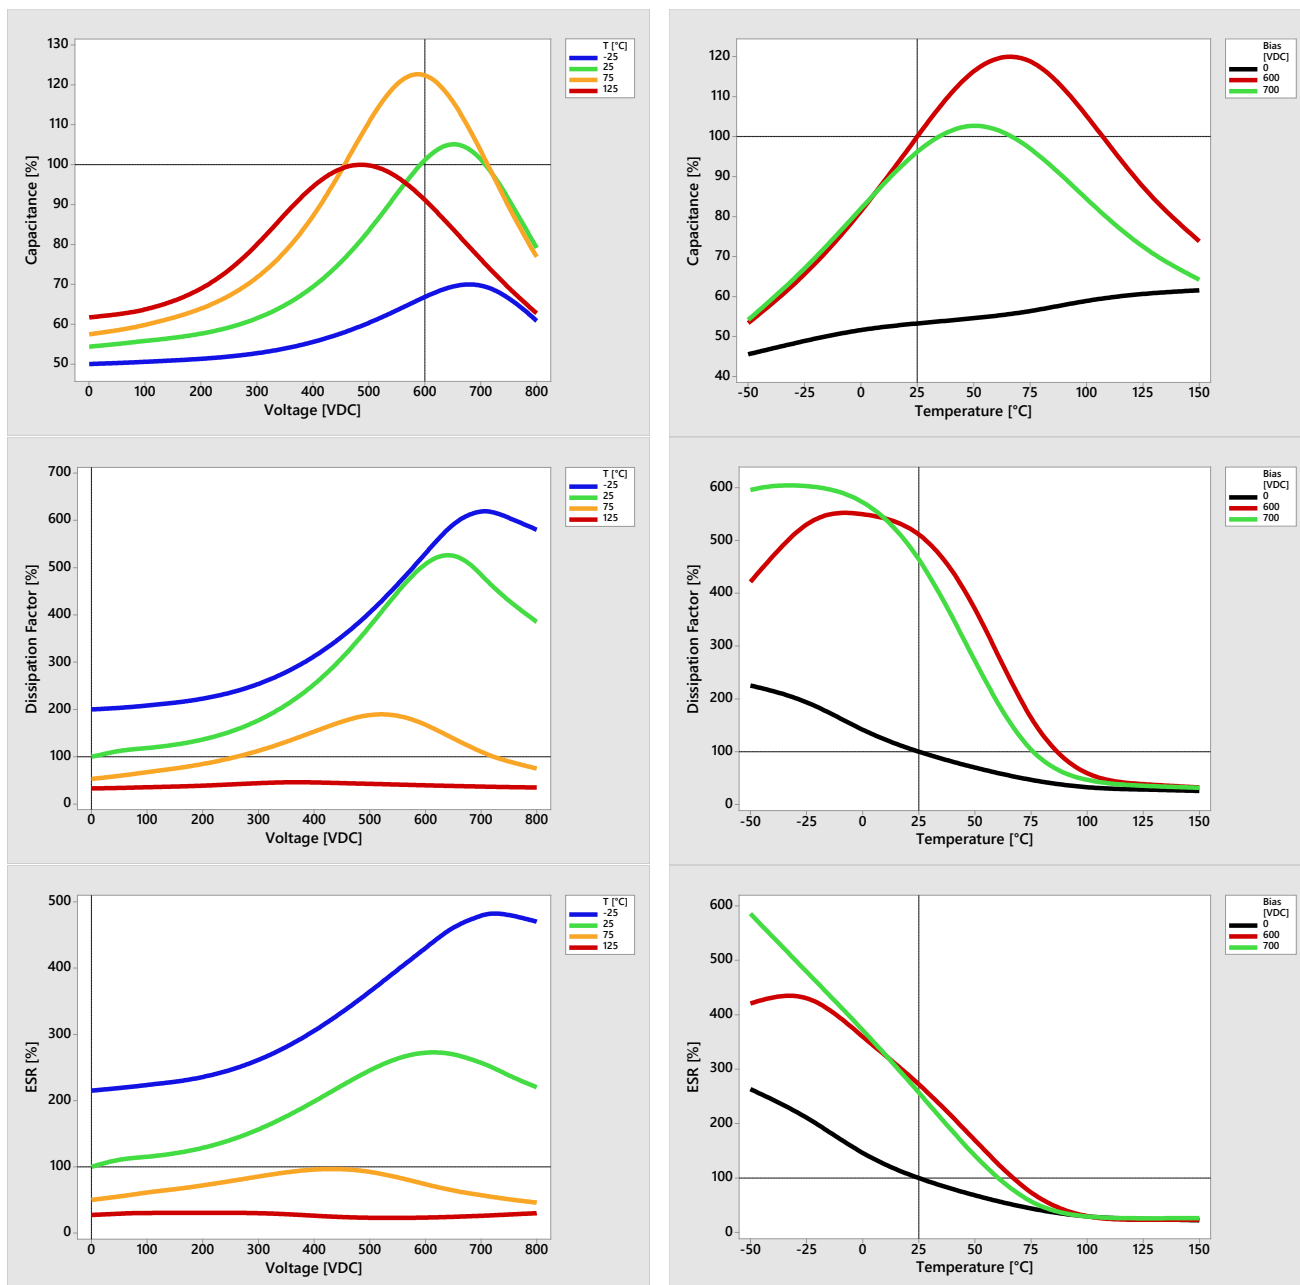 130
120
110
100
90
80
70
60
50
Capacitance [%]
0 100 200 300 400 500 600 700 800
Voltage [VDC]
T [°C]
-25
25
75
125
120
110
100
90
80
70
60
50
40
Capacitance [%]
-50 -25 0 25 50 75 100 125 150
Temperature [°C]
Bias
[VDC]
0
600
700
700
600
500
400
300
200
100
0
Dissipation Factor [%]
0 100 200 300 400 500 600 700 800
Voltage [VDC]
T [°C]
-25
25
75
125
600
500
400
300
200
100
0
Dissipation Factor [%]
-50 -25 0 25 50 75 100 125 150
Temperature [°C]
Bias
[VDC]
0
600
700
500
400
300
200
100
0
ESR [%]
0 100 200 300 400 500 600 700 800
Voltage [VDC]
T [°C]
-25
25
75
125
600
500
400
300
200
100
0
ESR [%]
-50 -25 0 25 50 75 100 125 150
Temperature [°C]
Bias
[VDC]
0
600
700